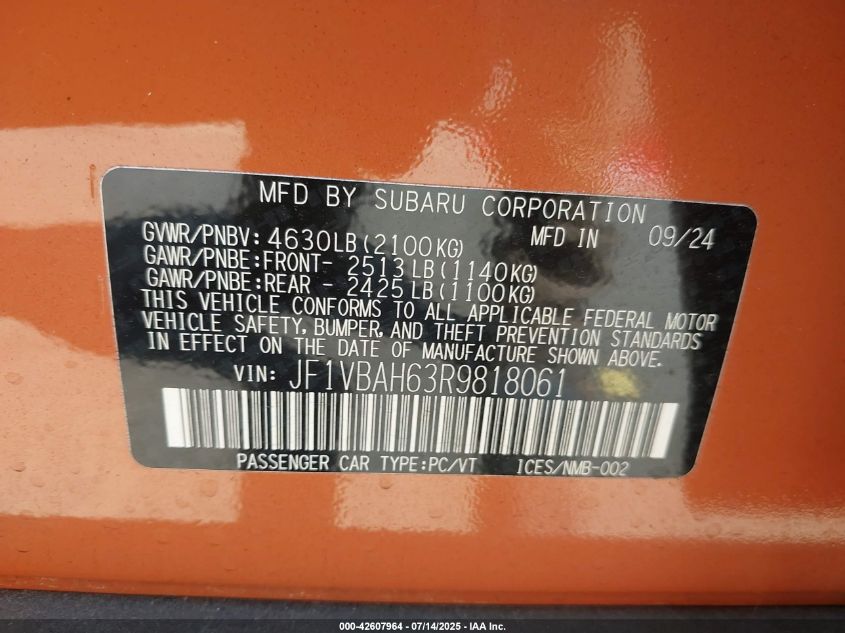 MFD BY SUBARU CORPORATION
GVWR/PNBV: 4630LB(2100KG) MFD IN 09/24
GAWR/PNBE:FRONT- 2513LB(1140KG)
GAWR/PNBE:REAR - 2425LB(1100KG)
THIS VEHICLE CONFORMS TO ALL APPLICABLE FEDERAL MOTOR
VEHICLE SAFETY, BUMPER, AND THEFT PREVENTION STANDARDS
IN EFFECT ON THE DATE OF MANUFACTURE SHOWN ABOVE.
VIN: JF1VBAH63R9818061
PASSENGER CAR TYPE:PC/VT ICES/NMB-002
000-42607964 - 07/14/2025 - IAA Inc.